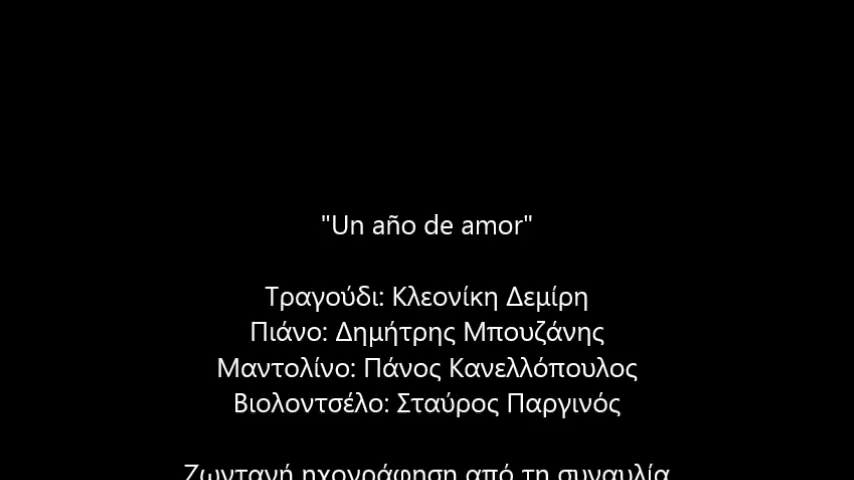 "Un año de amor"
Τραγούδι: Κλεονίκη Δεμίρη
Πιάνο: Δημήτρης Μπουζάνης
Μαντολίνο: Πάνος Κανελλόπουλος
Βιολοντσέλο: Σταύρος Παργινός
Ζωντανή ηχογράφηση από τη συναυλία